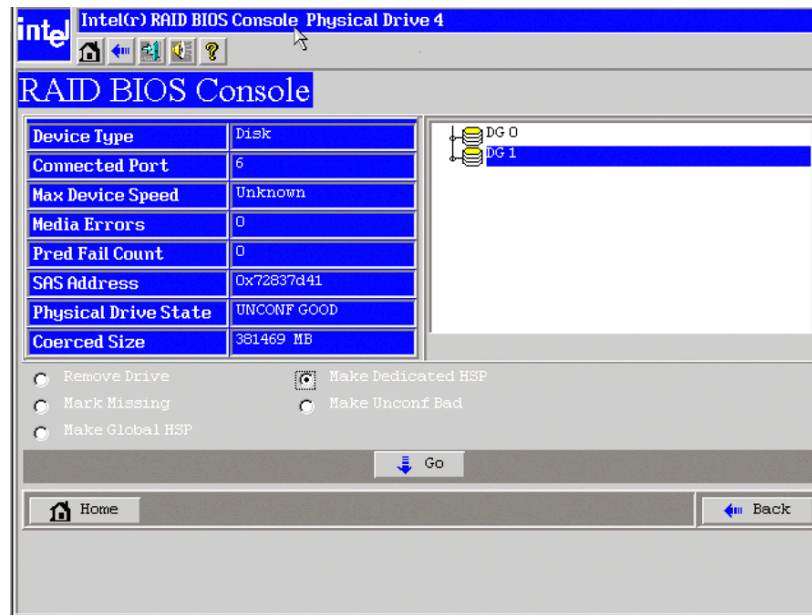 intel
Intel(r) RAID BIOS Console Physical Drive 4
?
RAID BIOS Console
Device Type Disk
Connected Port 6
Max Device Speed Unknown
Media Errors 0
Pred Fail Count 0
SAS Address 0x72837d41
Physical Drive State UNCONF GOOD
Coerced Size 381469 MB
DG 0
DG 1
Remove Drive Make Dedicated HSP
Mark Missing Make Unconf Bad
Make Global HSP
Go
Home Back